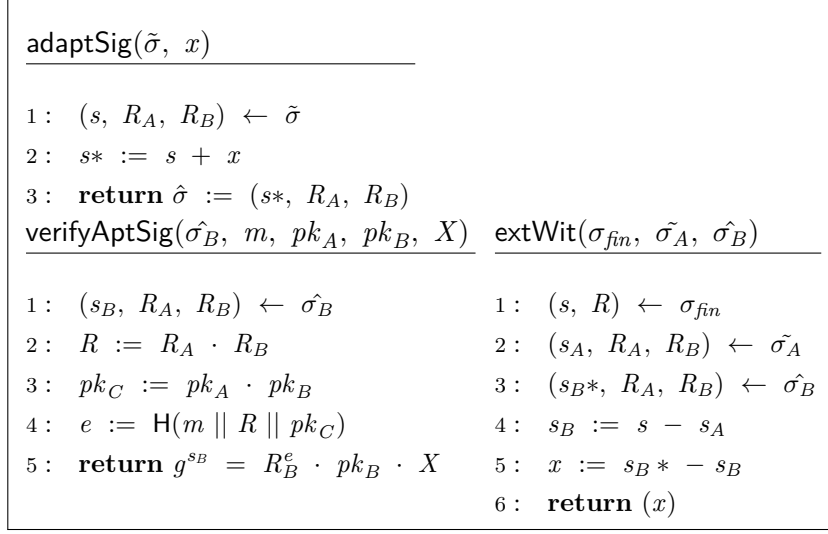 adaptSig(σ̃, x)
1 : (s, R_A, R_B) ← σ̃
2 : s* := s + x
3 : return σ̂ := (s*, R_A, R_B)
verifyAptSig(σ̂_B, m, pk_A, pk_B, X)
1 : (s_B, R_A, R_B) ← σ̂_B
2 : R := R_A · R_B
3 : pk_C := pk_A · pk_B
4 : e := H(m || R || pk_C)
5 : return g^{s_B} = R_B^e · pk_B · X
extWit(σ_fin, σ̃_A, σ̂_B)
1 : (s, R) ← σ_fin
2 : (s_A, R_A, R_B) ← σ̃_A
3 : (s_B*, R_A, R_B) ← σ̂_B
4 : s_B := s − s_A
5 : x := s_B* − s_B
6 : return (x)